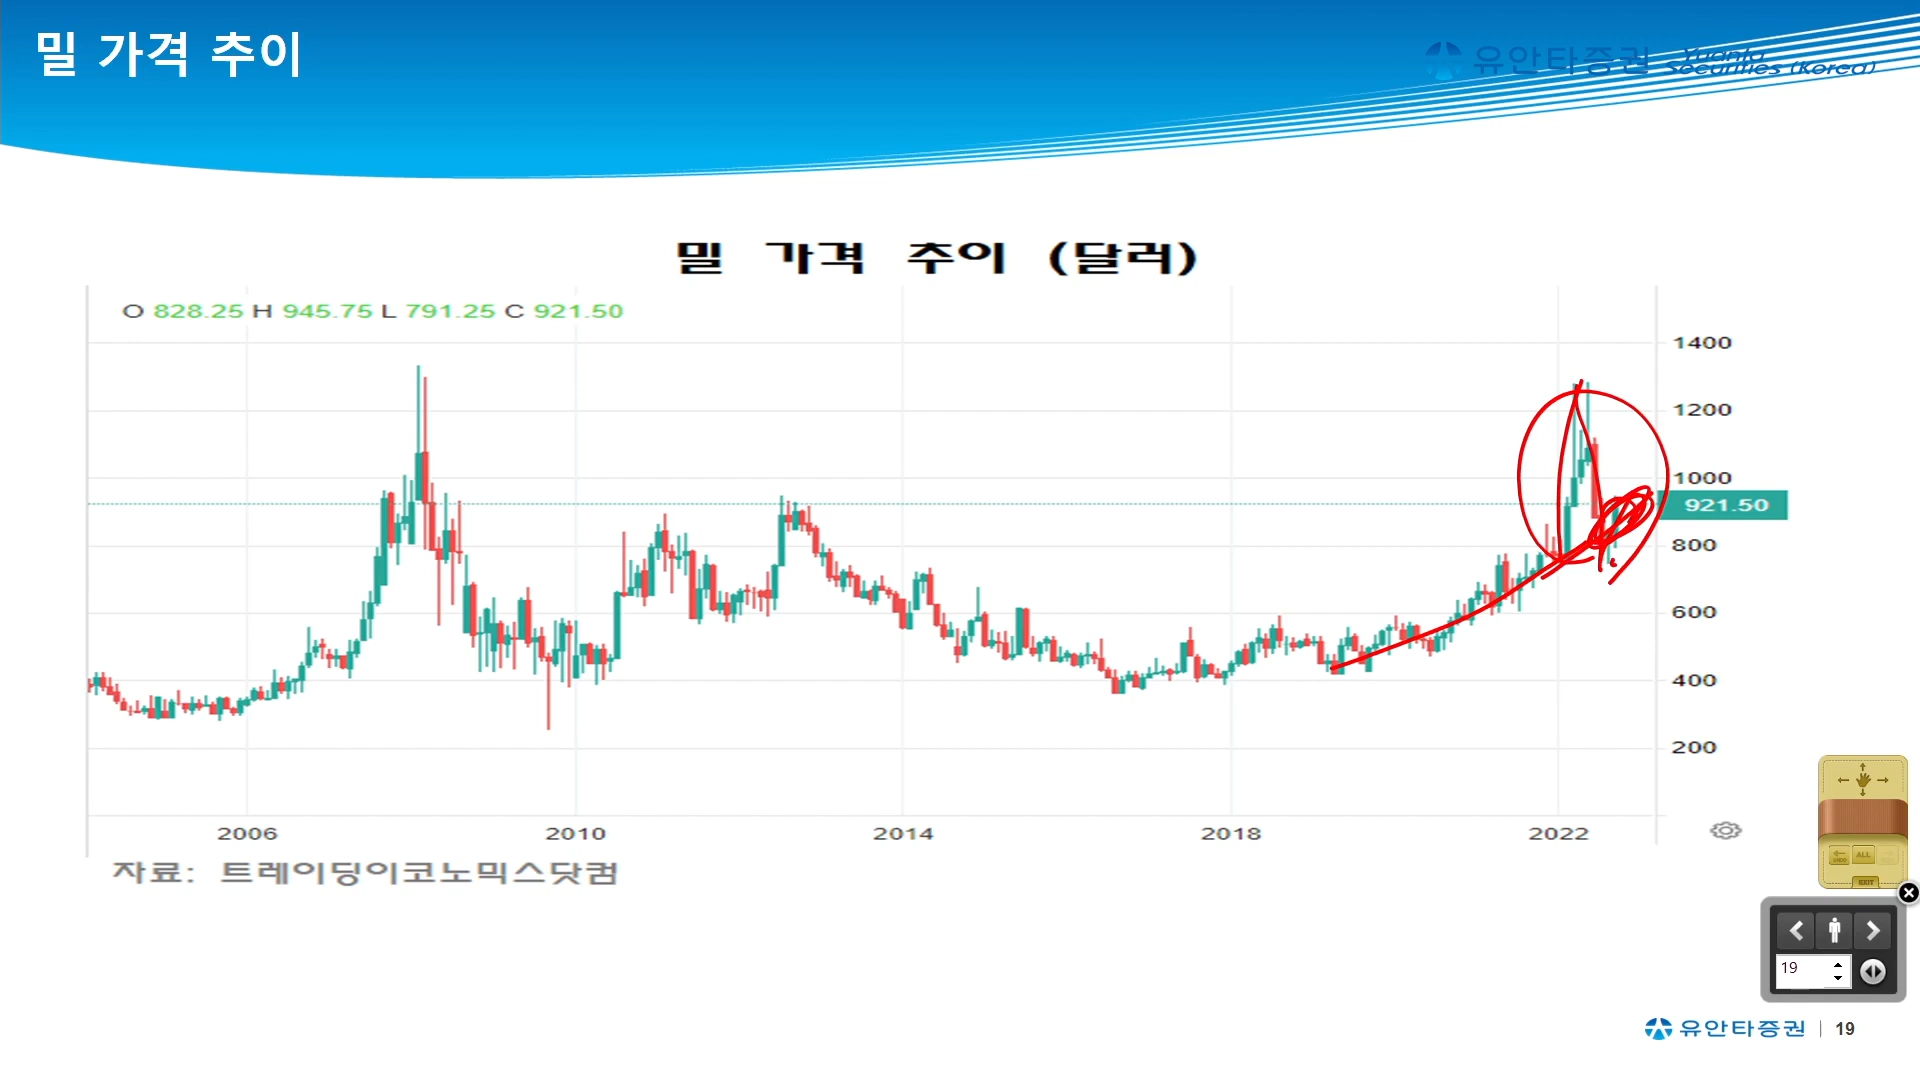 밀 가격 추이
유안타증권 Yuanta Securities (Korea)
밀 가격 추이 (달러)
O 828.25 H 945.75 L 791.25 C 921.50
1400
1200
1000
921.50
800
600
400
200
2006 2010 2014 2018 2022
자료: 트레이딩이코노믹스닷컴
ALL
EXIT
19
유안타증권 | 19